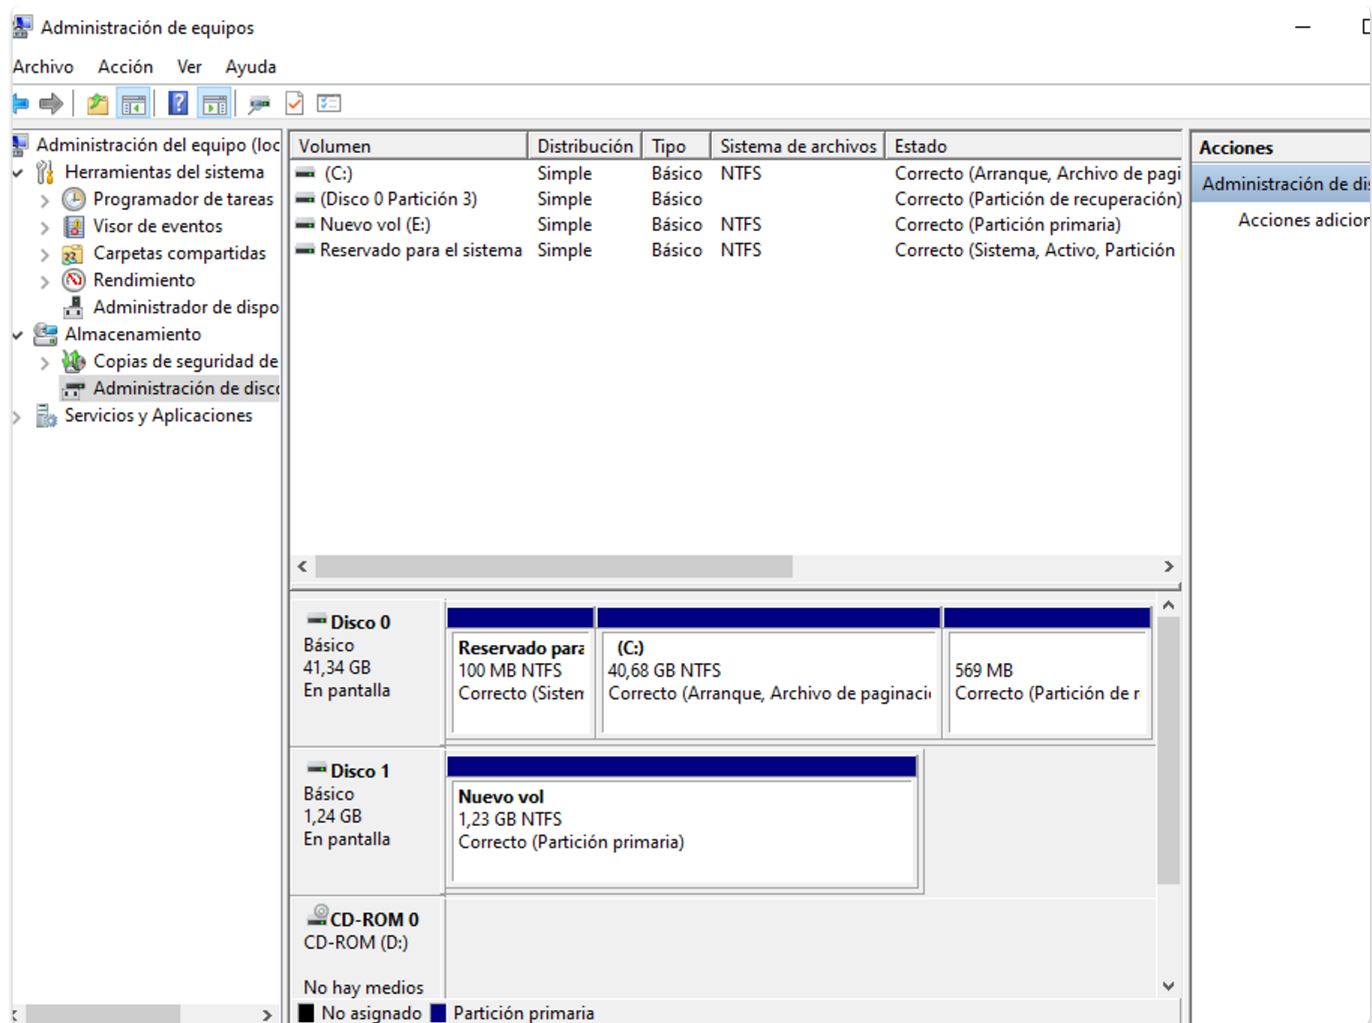 Administración de equipos
Archivo Acción Ver Ayuda
Administración del equipo (loc
Herramientas del sistema
Programador de tareas
Visor de eventos
Carpetas compartidas
Rendimiento
Administrador de dispo
Almacenamiento
Copias de seguridad de
Administración de disco
Servicios y Aplicaciones
Volumen Distribución Tipo Sistema de archivos Estado
(C:) Simple Básico NTFS Correcto (Arranque, Archivo de pagi
(Disco 0 Partición 3) Simple Básico Correcto (Partición de recuperación)
Nuevo vol (E:) Simple Básico NTFS Correcto (Partición primaria)
Reservado para el sistema Simple Básico NTFS Correcto (Sistema, Activo, Partición
Disco 0
Básico
41,34 GB
En pantalla
Reservado para
100 MB NTFS
Correcto (Sistem
(C:)
40,68 GB NTFS
Correcto (Arranque, Archivo de paginaci
569 MB
Correcto (Partición de r
Disco 1
Básico
1,24 GB
En pantalla
Nuevo vol
1,23 GB NTFS
Correcto (Partición primaria)
CD-ROM 0
CD-ROM (D:)
No hay medios
No asignado Partición primaria
Acciones
Administración de di
Acciones adicior